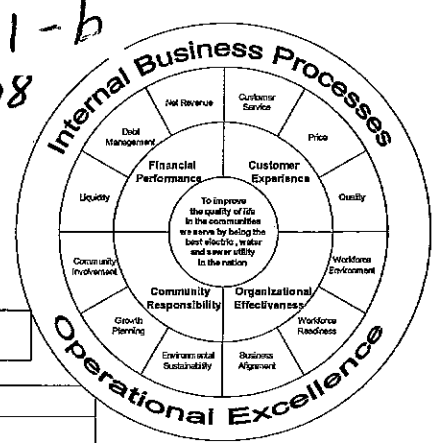 1-b
08
Internal Business Processes
Net Revenue
Customer
Service
Debt
Management
Price
Financial
Performance
Customer
Experience
Liquidity
Quality
To improve
the quality of life
in the communities
we serve by being the
best electric, water
and sewer utility
in the nation
Community
Involvement
Workforce
Environment
Community
Responsibility
Organizational
Effectiveness
Growth
Planning
Workforce
Readiness
Environmental
Sustainability
Business
Alignment
Operational Excellence